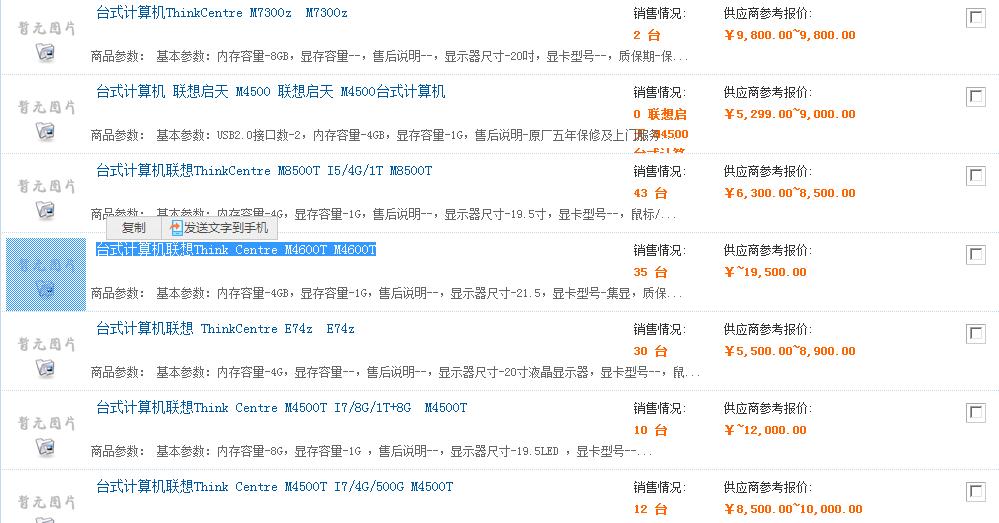 台式计算机ThinkCentre M7300z  M7300z
销售情况:
供应商参考报价:
暂无图片
2 台
￥9,800.00~9,800.00
商品参数： 基本参数：内存容量-8GB，显存容量--，售后说明--，显示器尺寸-20吋，显卡型号--，质保期-保...
台式计算机 联想启天 M4500 联想启天 M4500台式计算机
销售情况:
供应商参考报价:
暂无图片
0 联想启
￥5,299.00~9,000.00
商品参数： 基本参数：USB2.0接口数-2，内存容量-4GB，显存容量-1G，售后说明-原厂五年保修及上门服务
M4500
台式计算
台式计算机联想ThinkCentre M8500T I5/4G/1T M8500T
销售情况:
供应商参考报价:
暂无图片
43 台
￥6,300.00~8,500.00
商品参数： 基本参数：内存容量-4G，显存容量-1G，售后说明--，显示器尺寸-19.5寸，显卡型号--，鼠标/...
复制
发送文字到手机
台式计算机联想Think Centre M4600T M4600T
销售情况:
供应商参考报价:
暂无图片
35 台
￥~19,500.00
商品参数： 基本参数：内存容量-4GB，显存容量-1G，售后说明--，显示器尺寸-21.5，显卡型号-集显，质保...
台式计算机联想 ThinkCentre E74z  E74z
销售情况:
供应商参考报价:
暂无图片
30 台
￥5,500.00~8,900.00
商品参数： 基本参数：内存容量-4G，显存容量--，售后说明--，显示器尺寸-20寸液晶显示器，显卡型号--，鼠...
台式计算机联想Think Centre M4500T I7/8G/1T+8G  M4500T
销售情况:
供应商参考报价:
暂无图片
10 台
￥~12,000.00
商品参数： 基本参数：内存容量-8G，显存容量-1G ，售后说明--，显示器尺寸-19.5LED ，显卡型号--...
台式计算机联想Think Centre M4500T I7/4G/500G M4500T
销售情况:
供应商参考报价:
暂无图片
12 台
￥8,500.00~10,000.00